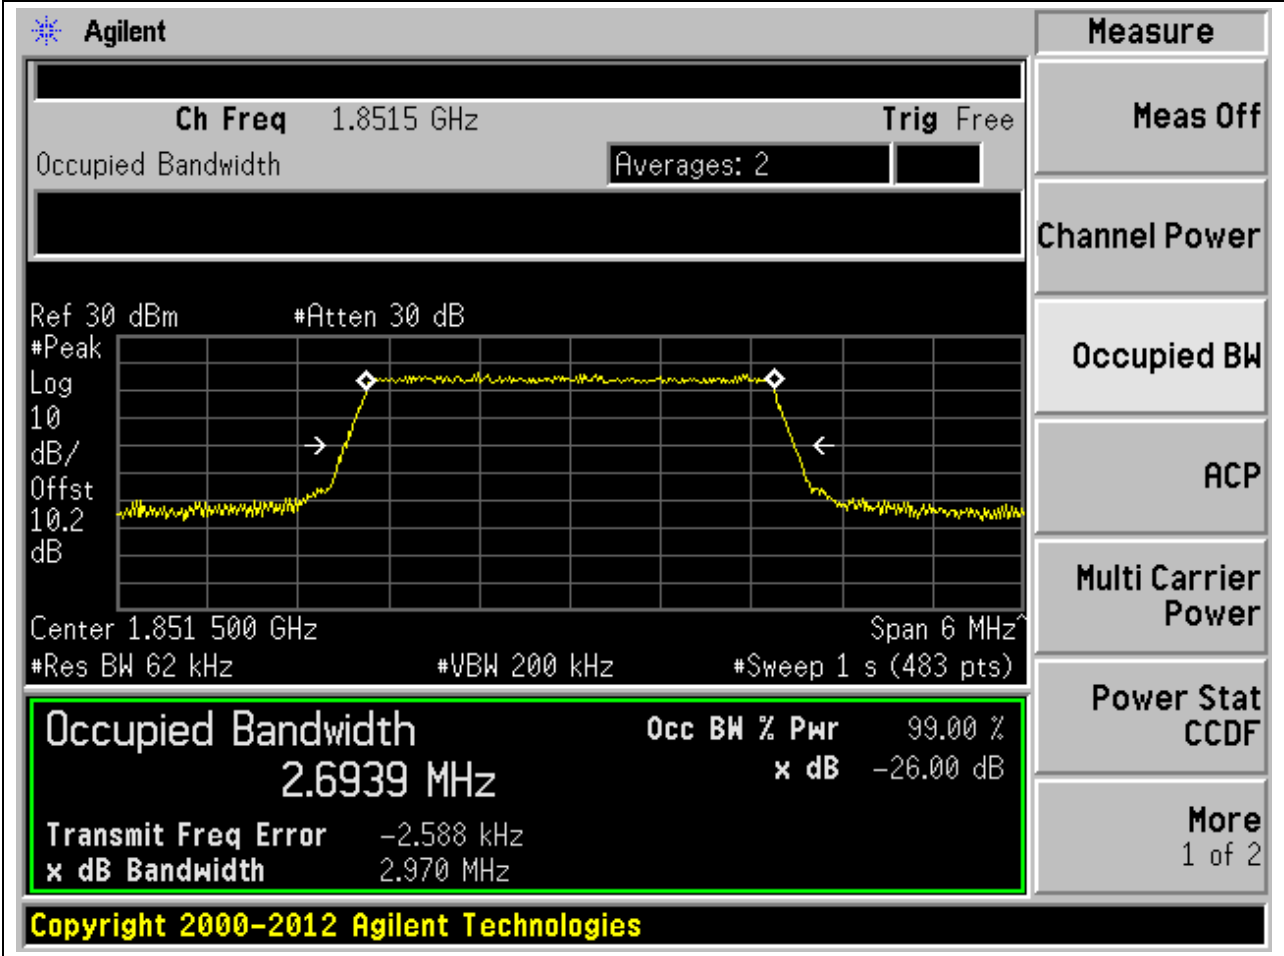 Agilent
Measure
Ch Freq 1.8515 GHz Trig Free
Occupied Bandwidth Averages: 2
Meas Off
Channel Power
Occupied BW
ACP
Multi Carrier
Power
Power Stat
CCDF
More
1 of 2
Ref 30 dBm #Atten 30 dB
#Peak
Log
10
dB/
Offst
10.2
dB
Center 1.851 500 GHz Span 6 MHz^
#Res BW 62 kHz #VBW 200 kHz #Sweep 1 s (483 pts)
Occupied Bandwidth Occ BW % Pwr 99.00 %
2.6939 MHz x dB -26.00 dB
Transmit Freq Error -2.588 kHz
x dB Bandwidth 2.970 MHz
Copyright 2000-2012 Agilent Technologies